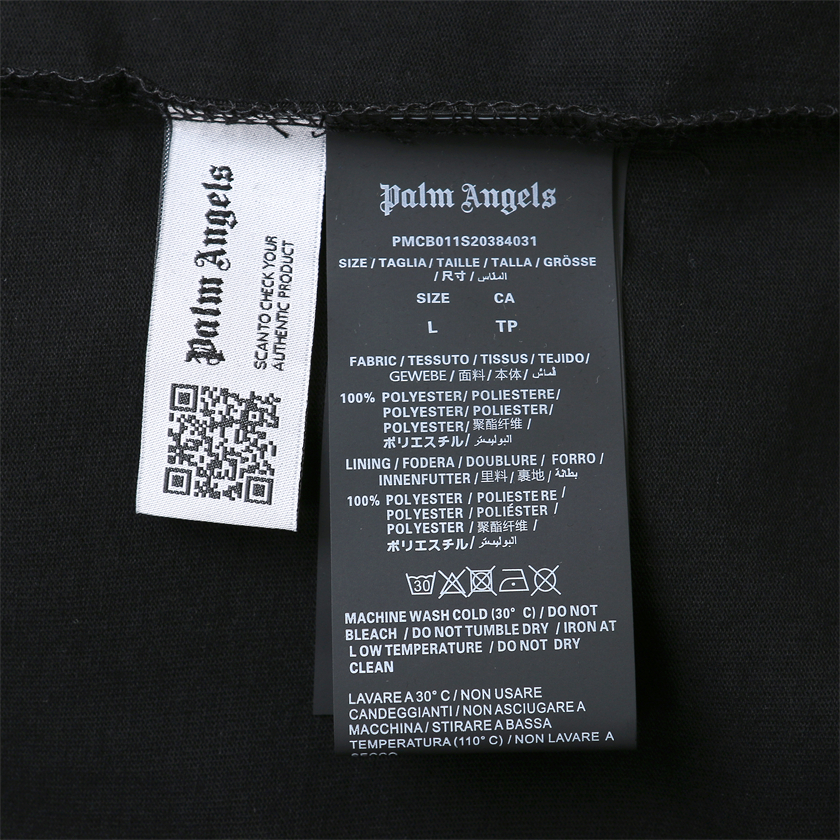 Palm Angels
SCAN TO CHECK YOUR
AUTHENTIC PRODUCT
Palm Angels
PMCB011S20384031
SIZE / TAGLIA / TAILLE / TALLA / GRÖSSE
/ 尺寸 / المقاس
SIZE CA
L TP
FABRIC / TESSUTO / TISSUS / TEJIDO/
GEWEBE / 面料 / 本体 / قماش
100% POLYESTER/ POLIESTERE/
POLYESTER/ POLIESTER/
POLYESTER/ 聚酯纤维 /
ポリエステル/ البوليستر
LINING / FODERA / DOUBLURE / FORRO /
INNENFUTTER / 里料 / 裏地 / بطانة
100% POLYESTER / POLIESTERE /
POLYESTER / POLIÉSTER /
POLYESTER / 聚酯纤维 /
ポリエステル/ البوليستر
30
MACHINE WASH COLD (30° C) / DO NOT
BLEACH / DO NOT TUMBLE DRY / IRON AT
LOW TEMPERATURE / DO NOT DRY
CLEAN
LAVARE A 30° C / NON USARE
CANDEGGIANTI / NON ASCIUGARE A
MACCHINA / STIRARE A BASSA
TEMPERATURA (110° C) / NON LAVARE A